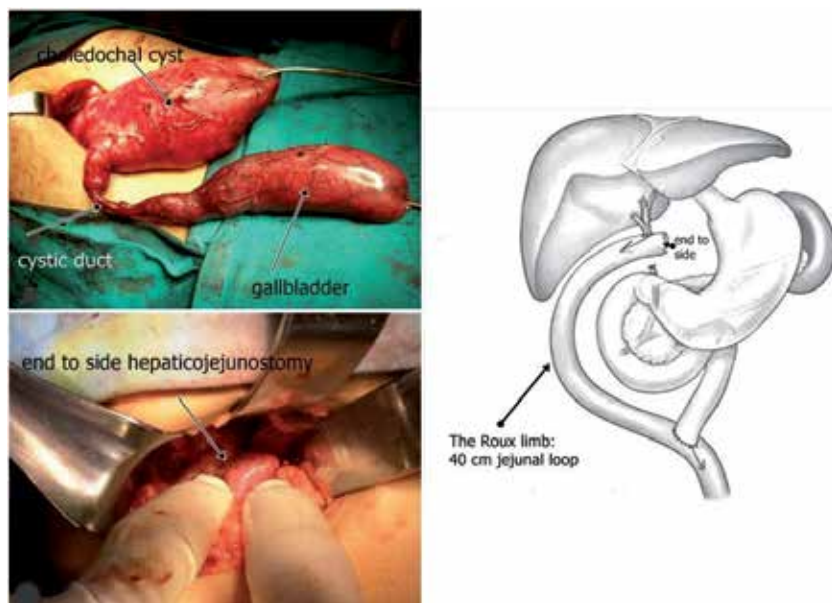 choledochal cyst
cystic duct
gallbladder
end to side hepaticojejunostomy
end to
side
The Roux limb:
40 cm jejunal loop